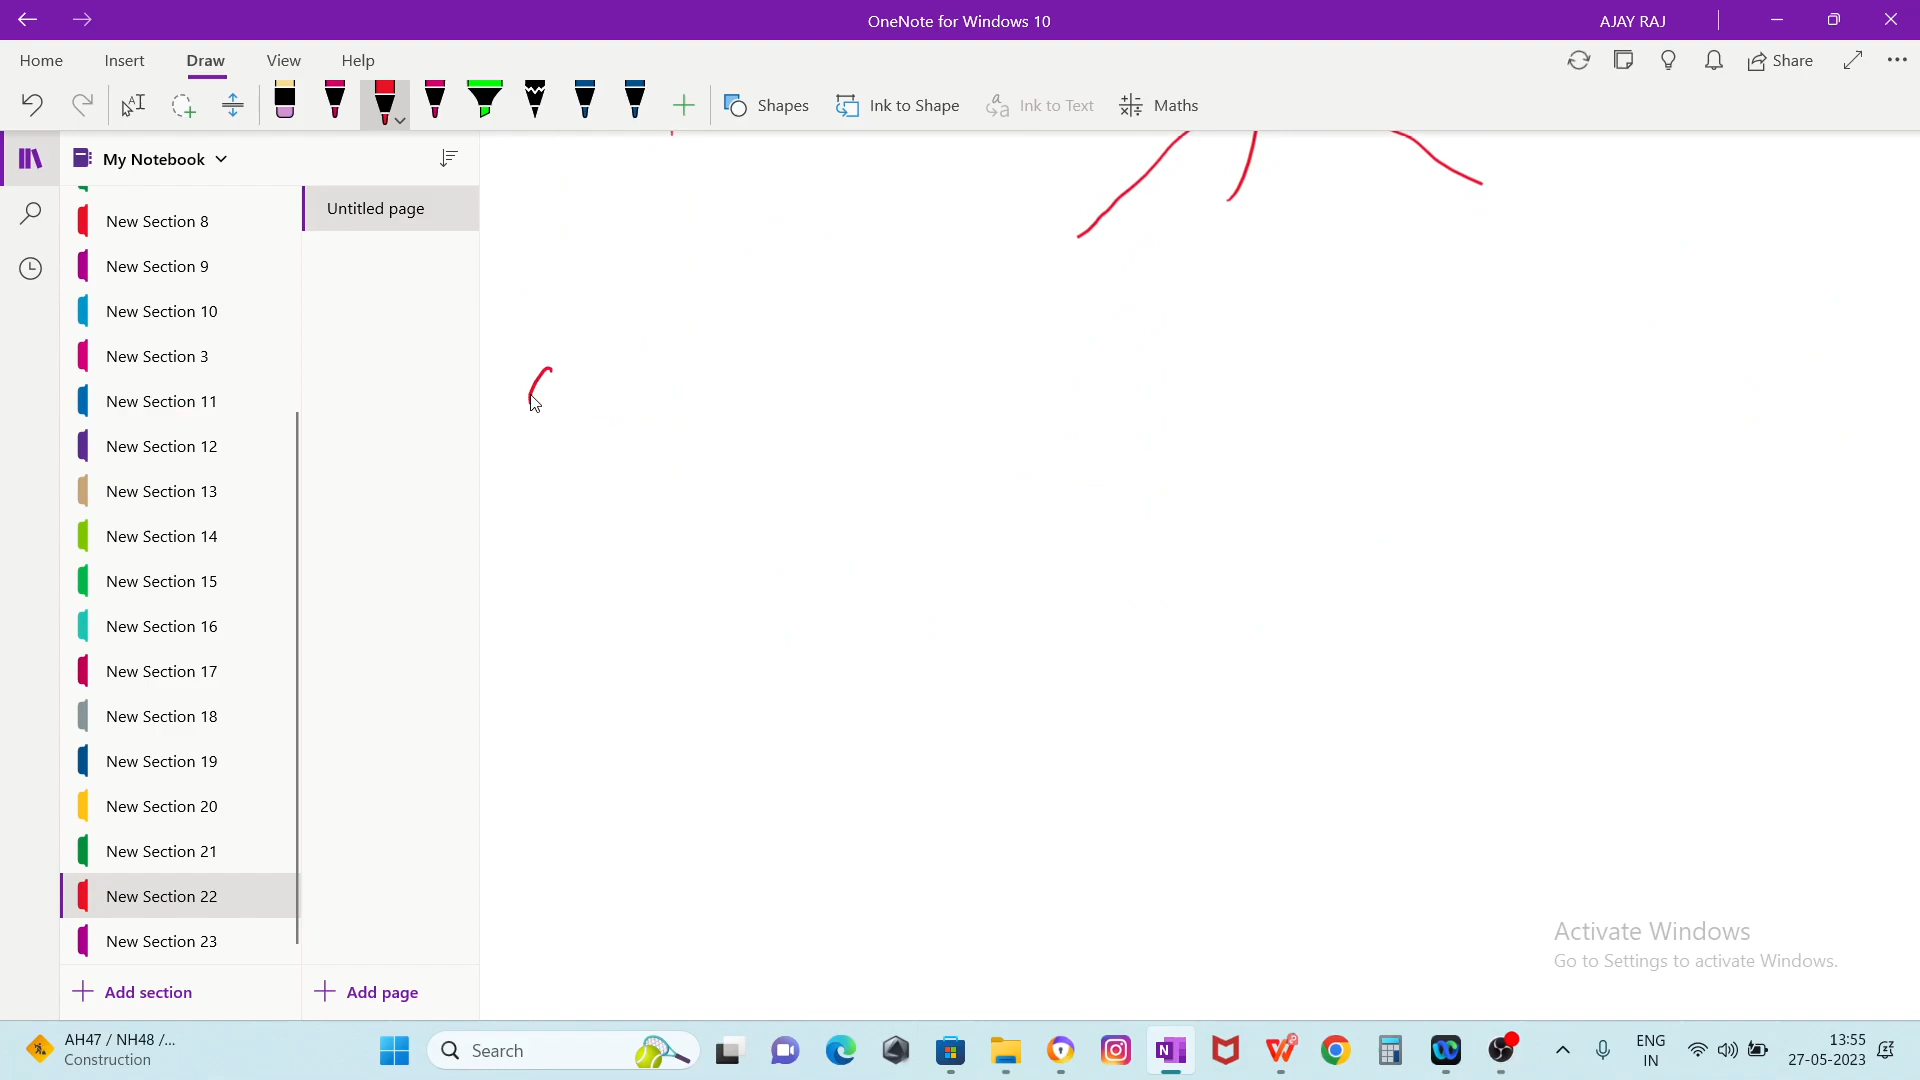 OneNote for Windows 10
AJAY RAJ
Home Insert Draw View Help
Share
Shapes Ink to Shape Ink to Text Maths
My Notebook
Untitled page
New Section 8
New Section 9
New Section 10
New Section 3
New Section 11
New Section 12
New Section 13
New Section 14
New Section 15
New Section 16
New Section 17
New Section 18
New Section 19
New Section 20
New Section 21
New Section 22
New Section 23
Add section
Add page
Activate Windows
Go to Settings to activate Windows.
AH47 / NH48 /...
Construction
Search
ENG
IN
13:55
27-05-2023